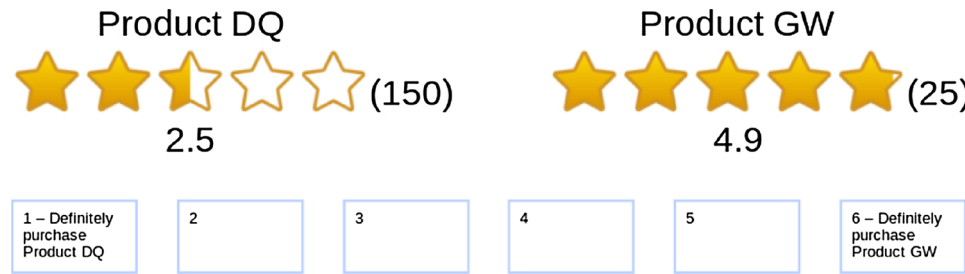 Product DQ
Product GW
(150)
(25)
2.5
4.9
1 – Definitely
purchase
Product DQ
2
3
4
5
6 – Definitely
purchase
Product GW